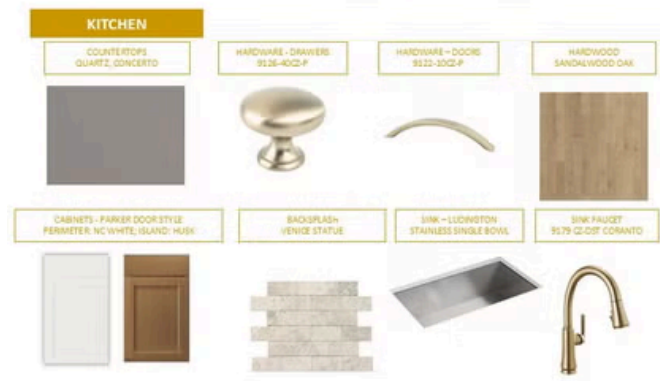 KITCHEN
COUNTERTOPS
QUARTZ, CONCERTO
HARDWARE - DRAWERS
9126-40CZ-P
HARDWARE – DOORS
9122-10CZ-P
HARDWOOD
SANDALWOOD OAK
CABINETS - PARKER DOOR STYLE
PERIMETER: NC WHITE; ISLAND: HUSK
BACKSPLASH
VENICE STATUE
SINK – LUDINGTON
STAINLESS SINGLE BOWL
SINK FAUCET
9179 CZ-DST CORANTO